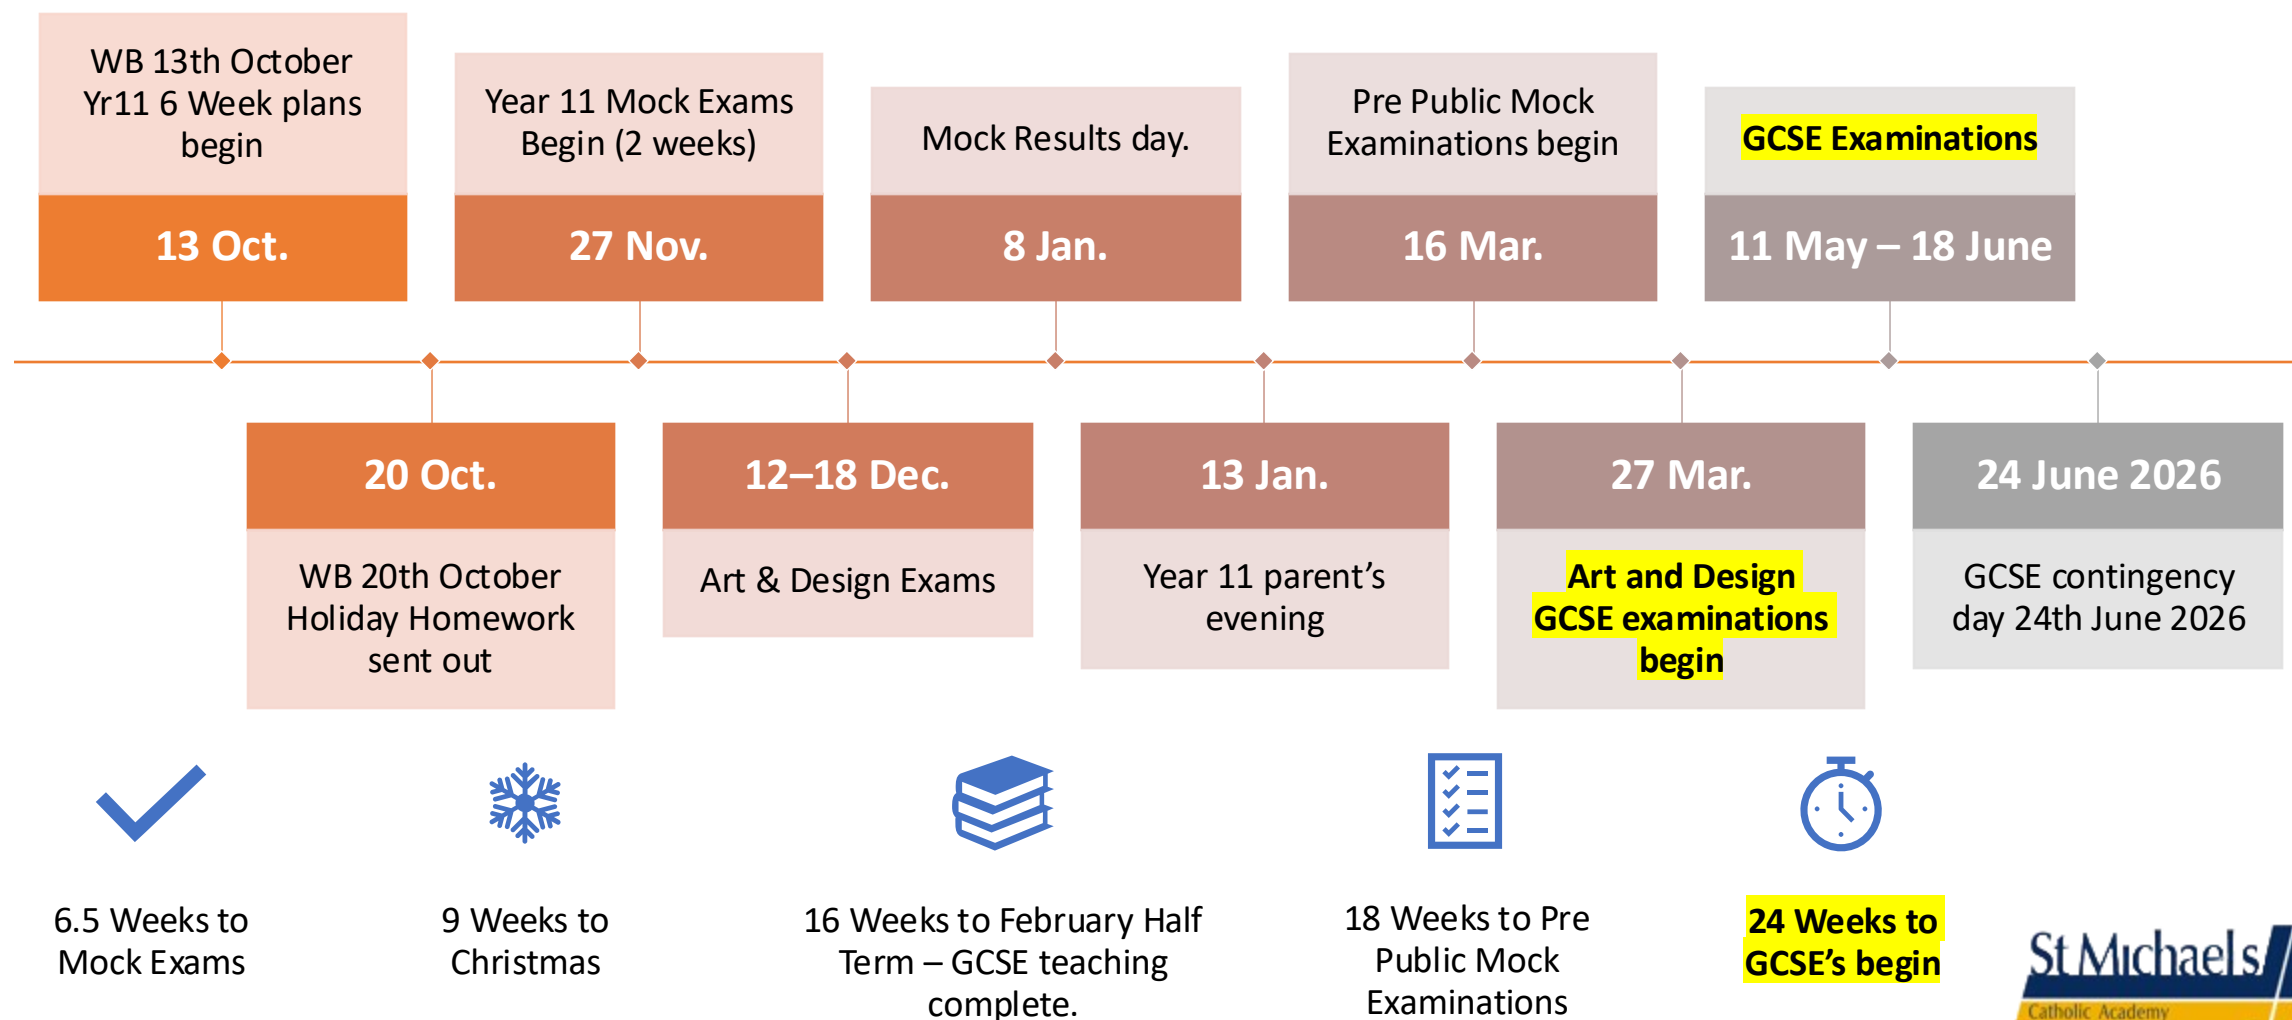 WB 13th October
Yr11 6 Week plans
begin
13 Oct.
Year 11 Mock Exams
Begin (2 weeks)
27 Nov.
Mock Results day.
8 Jan.
Pre Public Mock
Examinations begin
16 Mar.
GCSE Examinations
11 May – 18 June
20 Oct.
WB 20th October
Holiday Homework
sent out
12–18 Dec.
Art & Design Exams
13 Jan.
Year 11 parent’s
evening
27 Mar.
Art and Design
GCSE examinations
begin
24 June 2026
GCSE contingency
day 24th June 2026
6.5 Weeks to
Mock Exams
9 Weeks to
Christmas
16 Weeks to February Half
Term – GCSE teaching
complete.
18 Weeks to Pre
Public Mock
Examinations
24 Weeks to
GCSE’s begin
St Michaels
Catholic Academy